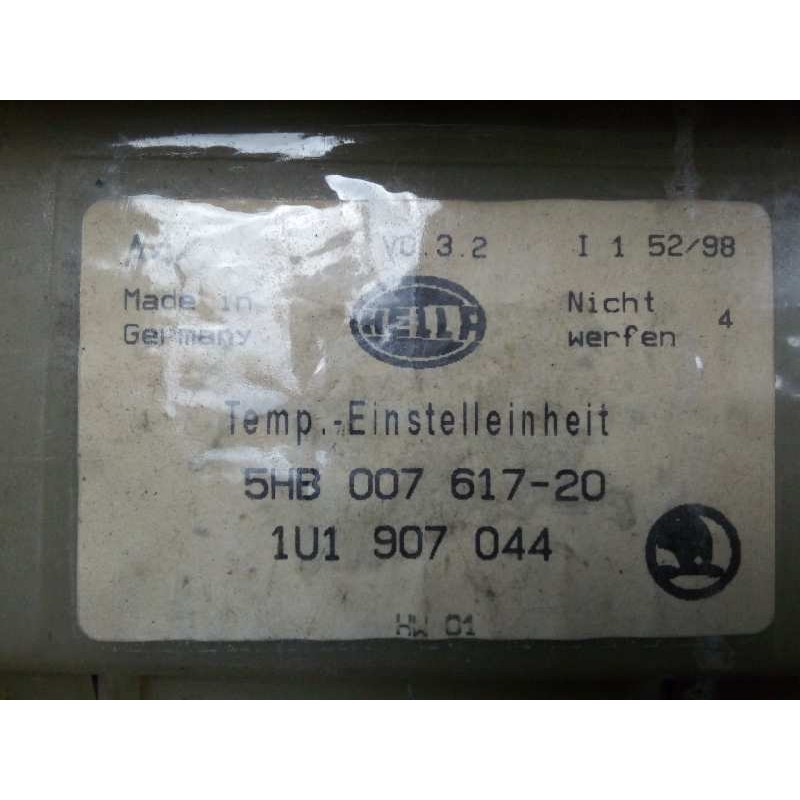 V0.3.2 I 1 52/98
Made in
Germany
HELLA
Nicht
werfen 4
Temp.-Einstelleinheit
5HB 007 617-20
1U1 907 044
HW 01